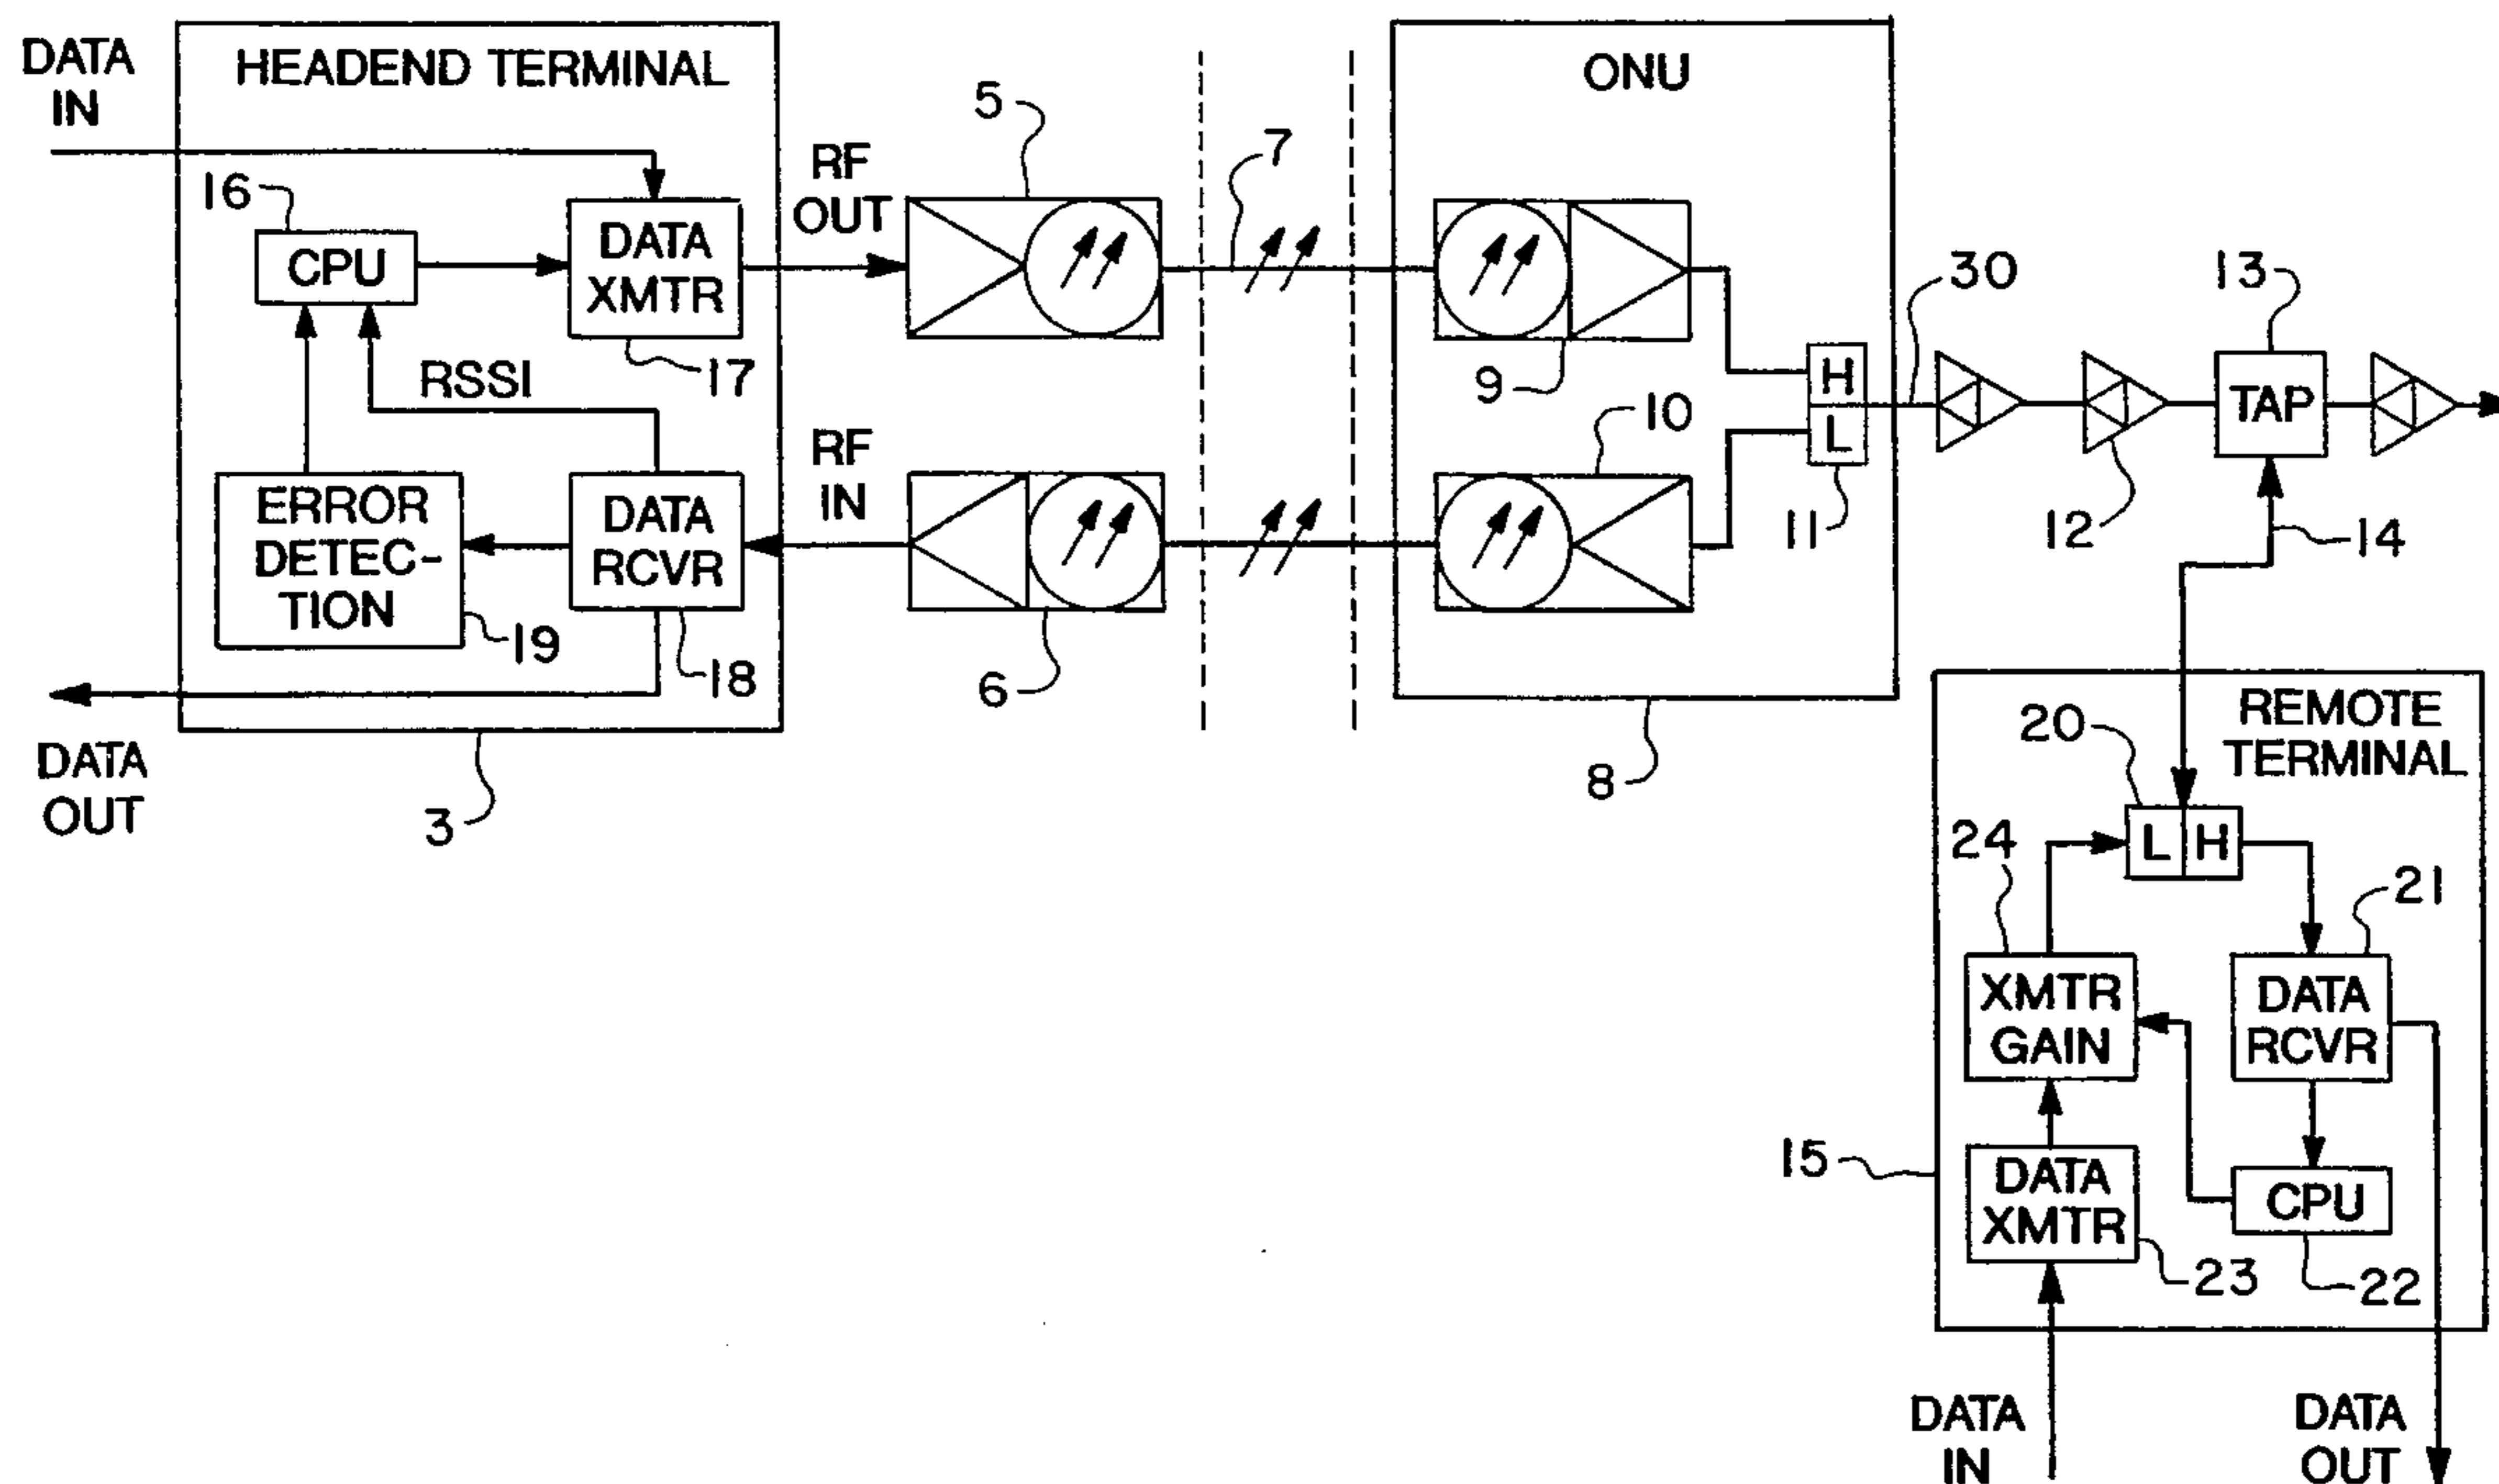 DATA
IN
HEADEND TERMINAL
16
CPU
DATA
XMTR
17
RSSI
ERROR
DETEC-
TION
19
DATA
RCVR
18
DATA
OUT
3
RF
OUT
5
RF
IN
6
7
ONU
9
10
H
L
11
8
30
12
13
TAP
14
REMOTE
TERMINAL
20
L H
24
21
XMTR
GAIN
DATA
RCVR
15
DATA
XMTR
23
CPU
22
DATA
IN
DATA
OUT